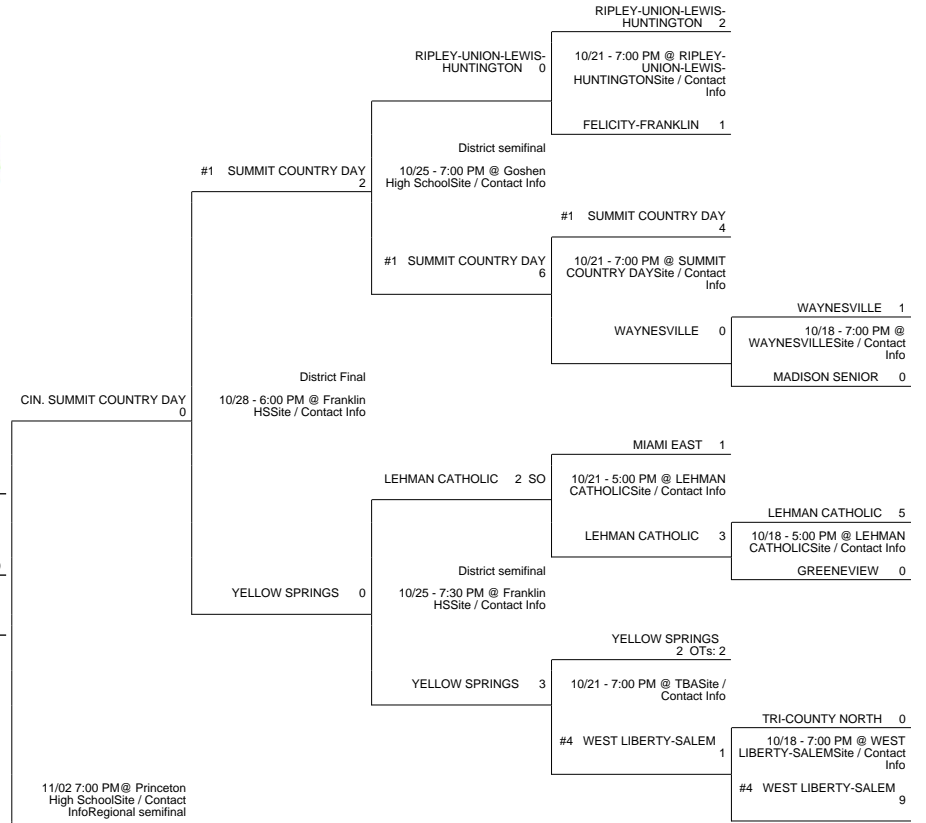 RIPLEY-UNION-LEWIS-
HUNTINGTON 2
RIPLEY-UNION-LEWIS-
HUNTINGTON 0
10/21 - 7:00 PM @ RIPLEY-
UNION-LEWIS-
HUNTINGTONSite / Contact
Info
FELICITY-FRANKLIN 1
District semifinal
#1 SUMMIT COUNTRY DAY
2
10/25 - 7:00 PM @ Goshen
High SchoolSite / Contact Info
#1 SUMMIT COUNTRY DAY
4
#1 SUMMIT COUNTRY DAY
6
10/21 - 7:00 PM @ SUMMIT
COUNTRY DAYSite / Contact
Info
WAYNESVILLE 1
WAYNESVILLE 0
10/18 - 7:00 PM @
WAYNESVILLESite / Contact
Info
MADISON SENIOR 0
District Final
CIN. SUMMIT COUNTRY DAY
0
10/28 - 6:00 PM @ Franklin
HSSite / Contact Info
MIAMI EAST 1
LEHMAN CATHOLIC 2 SO
10/21 - 5:00 PM @ LEHMAN
CATHOLICSite / Contact Info
LEHMAN CATHOLIC 5
LEHMAN CATHOLIC 3
10/18 - 5:00 PM @ LEHMAN
CATHOLICSite / Contact Info
GREENEVIEW 0
District semifinal
YELLOW SPRINGS 0
10/25 - 7:30 PM @ Franklin
HSSite / Contact Info
YELLOW SPRINGS
2 OTs: 2
YELLOW SPRINGS 3
10/21 - 7:00 PM @ TBASite /
Contact Info
TRI-COUNTY NORTH 0
#4 WEST LIBERTY-SALEM
1
10/18 - 7:00 PM @ WEST
LIBERTY-SALEMSite / Contact
Info
#4 WEST LIBERTY-SALEM
9
11/02 7:00 PM@ Princeton
High SchoolSite / Contact
InfoRegional semifinal